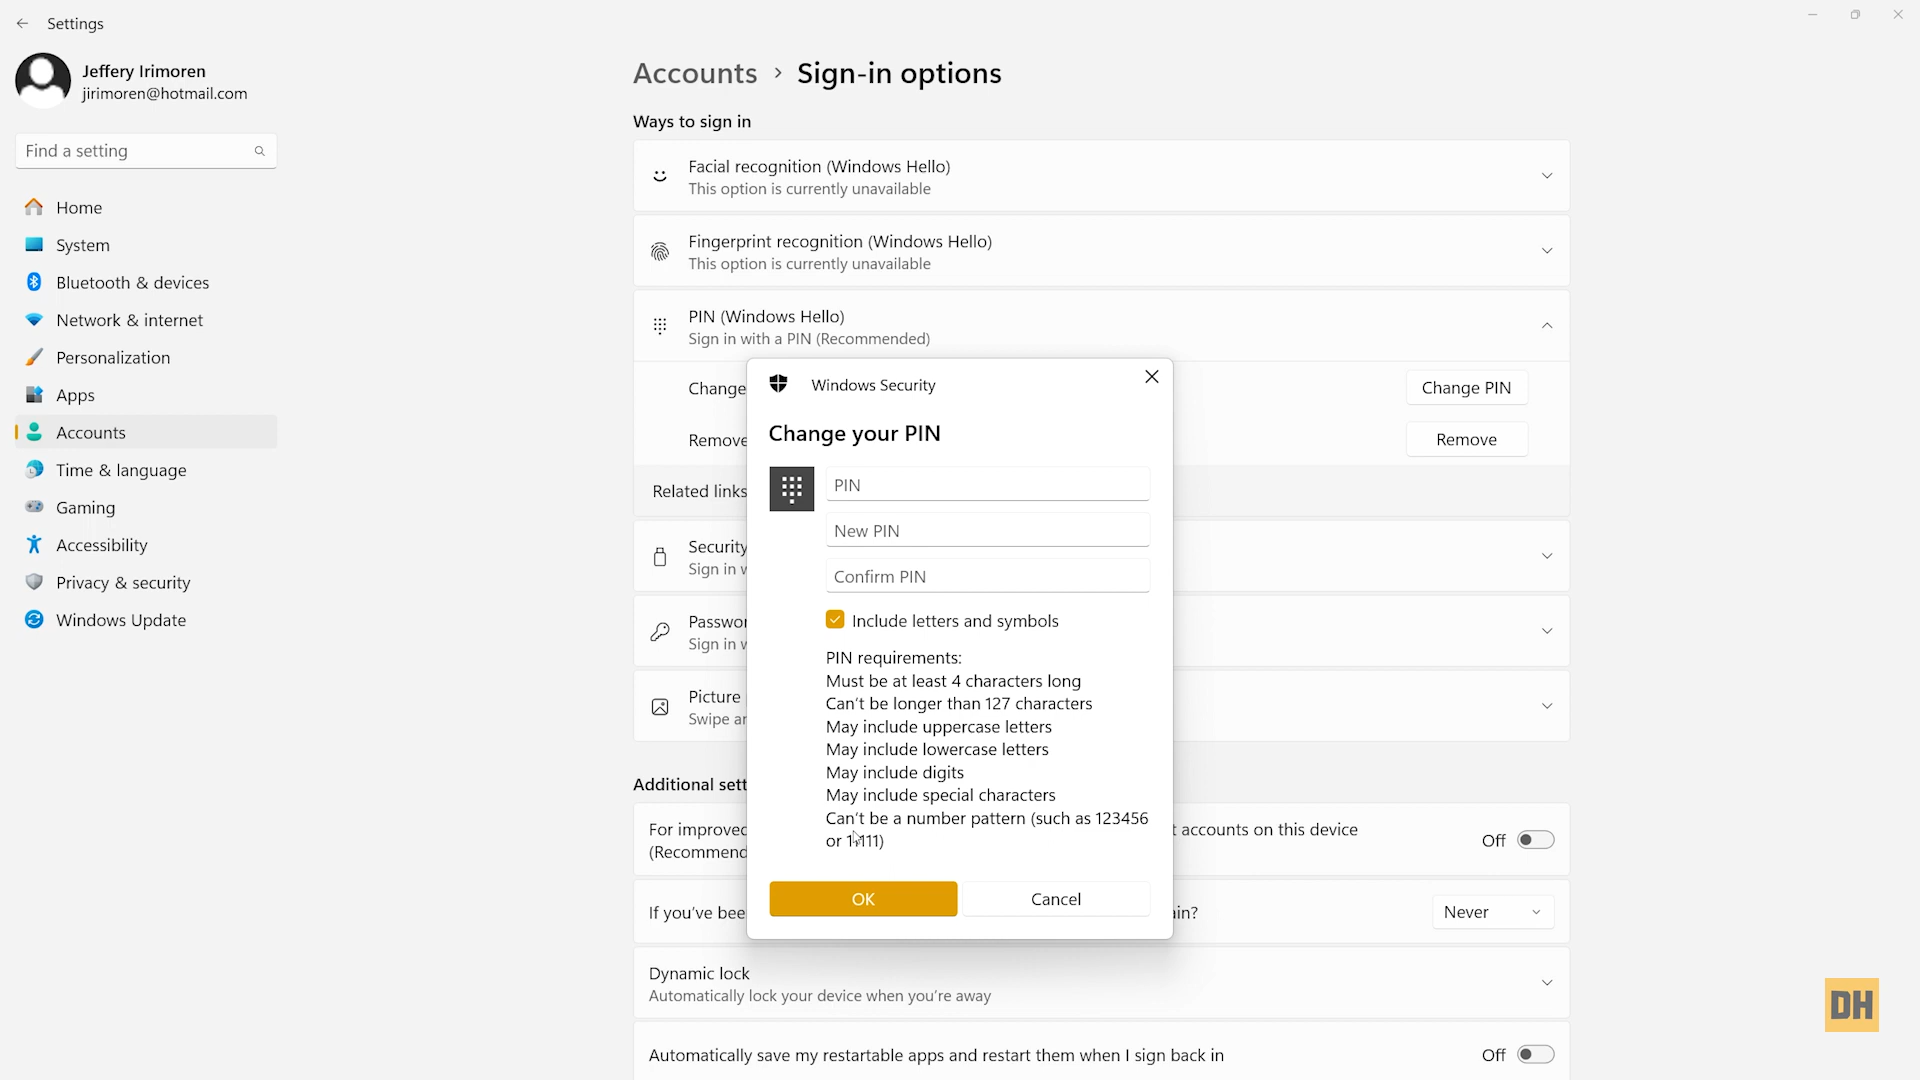 Settings
Jeffery Irimoren
jirimoren@hotmail.com
Find a setting
Home
System
Bluetooth & devices
Network & internet
Personalization
Apps
Accounts
Time & language
Gaming
Accessibility
Privacy & security
Windows Update
Accounts > Sign-in options
Ways to sign in
Facial recognition (Windows Hello)
This option is currently unavailable
Fingerprint recognition (Windows Hello)
This option is currently unavailable
PIN (Windows Hello)
Sign in with a PIN (Recommended)
Change
Change PIN
Remove
Remove
Related links
Security
Sign in
Sign in
Picture
Swipe
Additional
For improved
accounts on this device
(Recommend
Off
If you've bee
Never
Dynamic lock
Automatically lock your device when you're away
Automatically save my restartable apps and restart them when I sign back in
Off
Windows Security
Change your PIN
PIN
New PIN
Confirm PIN
Include letters and symbols
PIN requirements:
Must be at least 4 characters long
Can't be longer than 127 characters
May include uppercase letters
May include lowercase letters
May include digits
May include special characters
Can't be a number pattern (such as 123456
or 11111)
OK
Cancel
DH